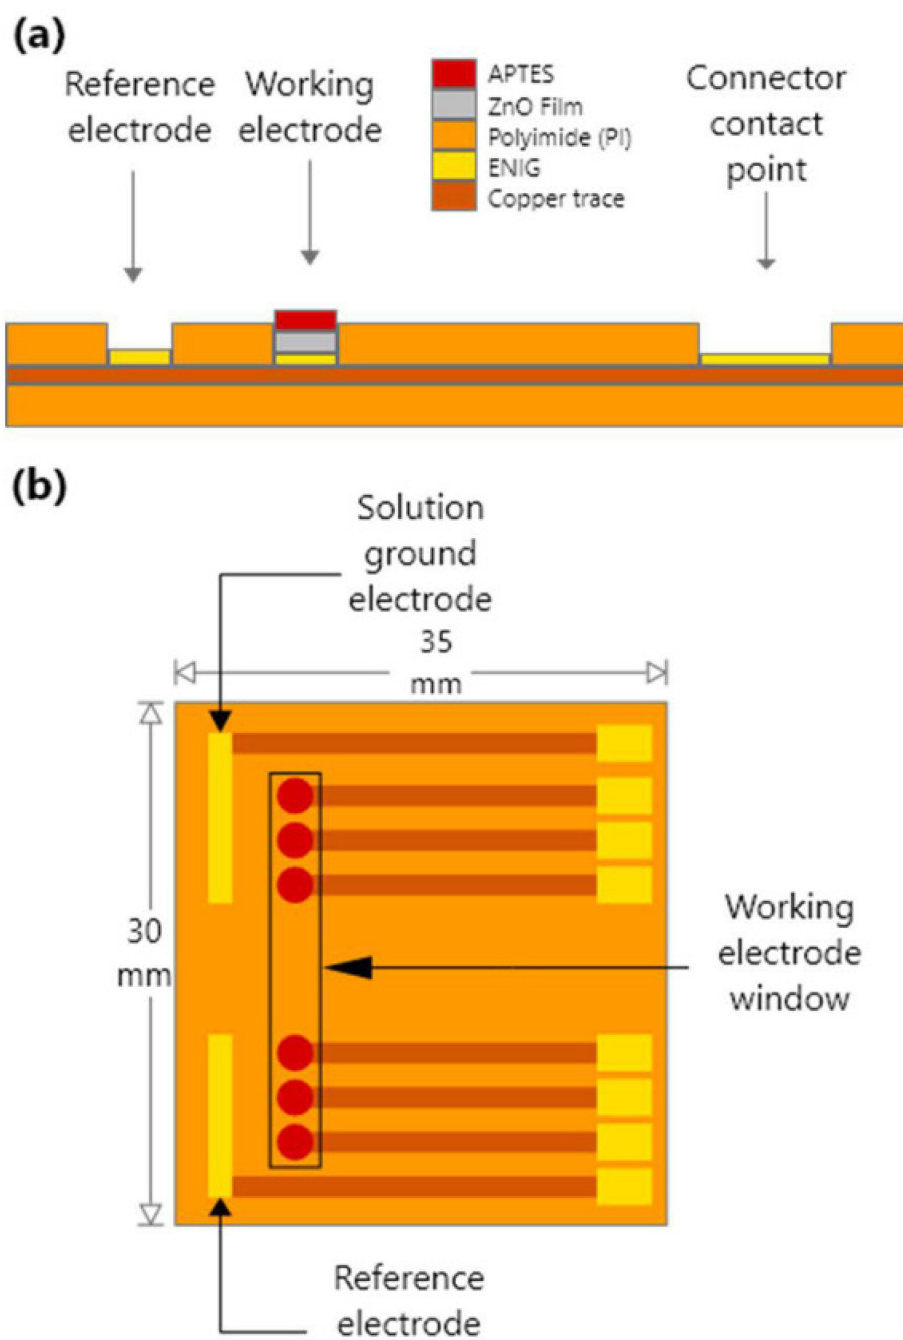 (a)
Reference
electrode
Working
electrode
APTES
ZnO Film
Polyimide (PI)
ENIG
Copper trace
Connector
contact
point
(b)
Solution
ground
electrode
35
mm
30
mm
Working
electrode
window
Reference
electrode